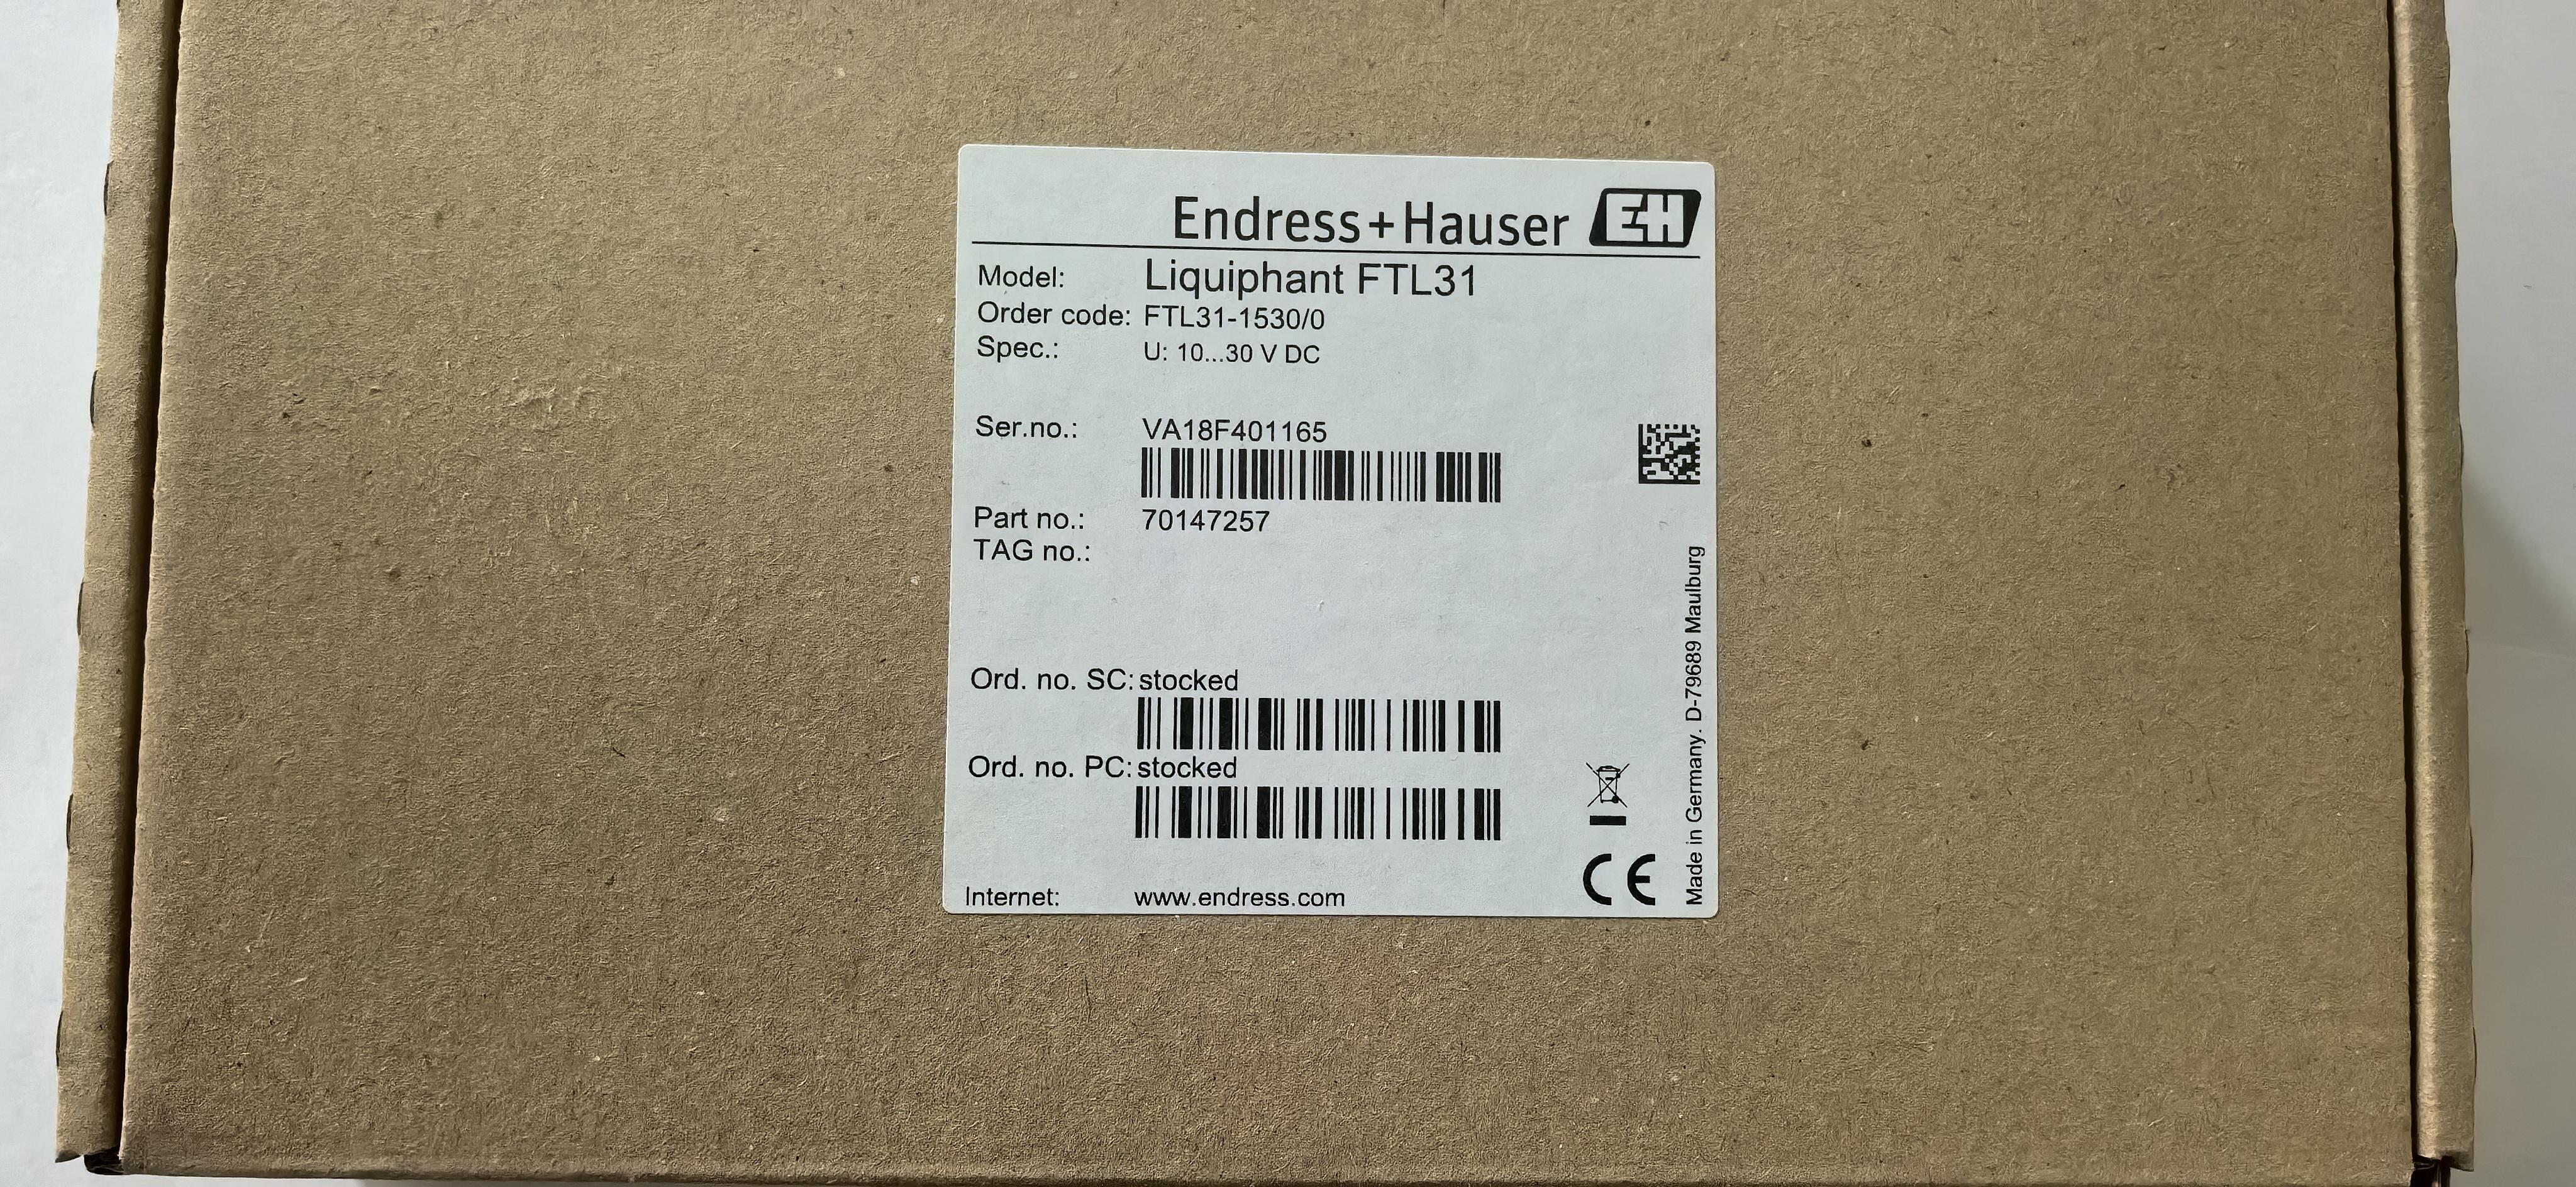 Endress+Hauser EH
Model: Liquiphant FTL31
Order code: FTL31-1530/0
Spec.: U: 10...30 V DC
Ser.no.: VA18F401165
Part no.: 70147257
TAG no.:
Ord. no. SC: stocked
Ord. no. PC: stocked
Internet: www.endress.com
CE
Made in Germany. D-79689 Maulburg